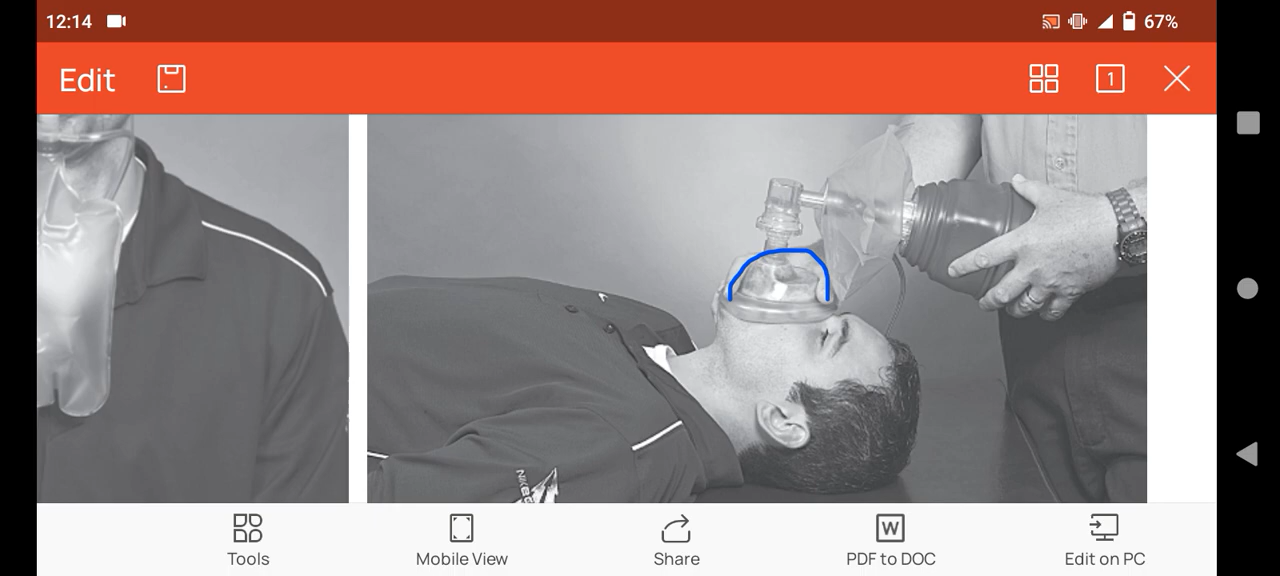 12:14
67%
Edit
1
Tools
Mobile View
Share
W
PDF to DOC
Edit on PC